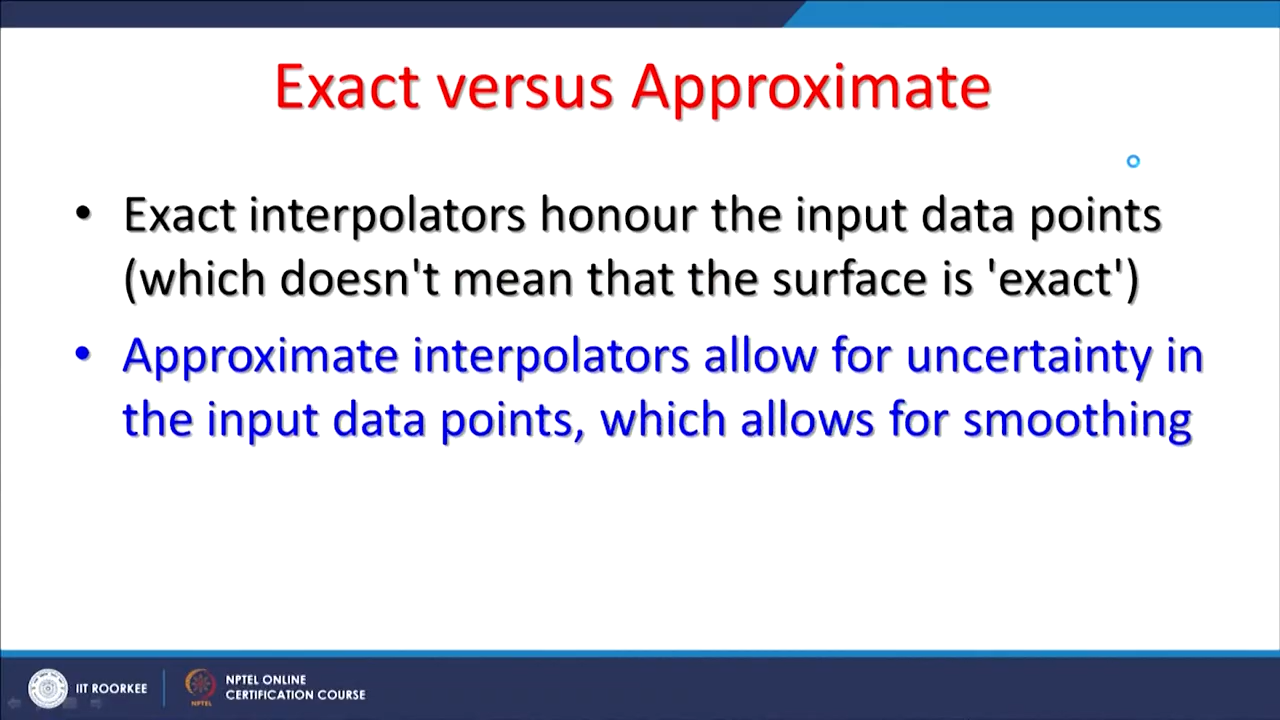 Exact versus Approximate
• Exact interpolators honour the input data points
(which doesn't mean that the surface is 'exact')
• Approximate interpolators allow for uncertainty in
the input data points, which allows for smoothing
IIT ROORKEE
NPTEL
NPTEL ONLINE
CERTIFICATION COURSE